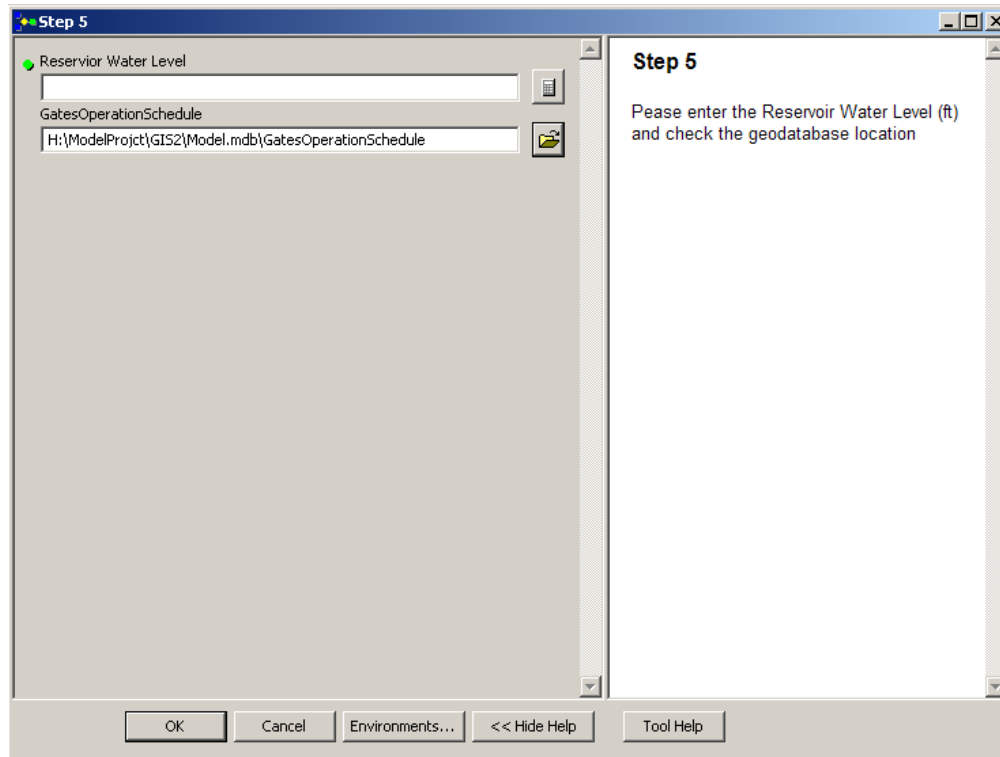 Step 5
Reservior Water Level
GatesOperationSchedule
H:\ModelProjct\GIS2\Model.mdb\GatesOperationSchedule
Step 5
Pease enter the Reservoir Water Level (ft)
and check the geodatabase location
OK
Cancel
Environments...
<< Hide Help
Tool Help